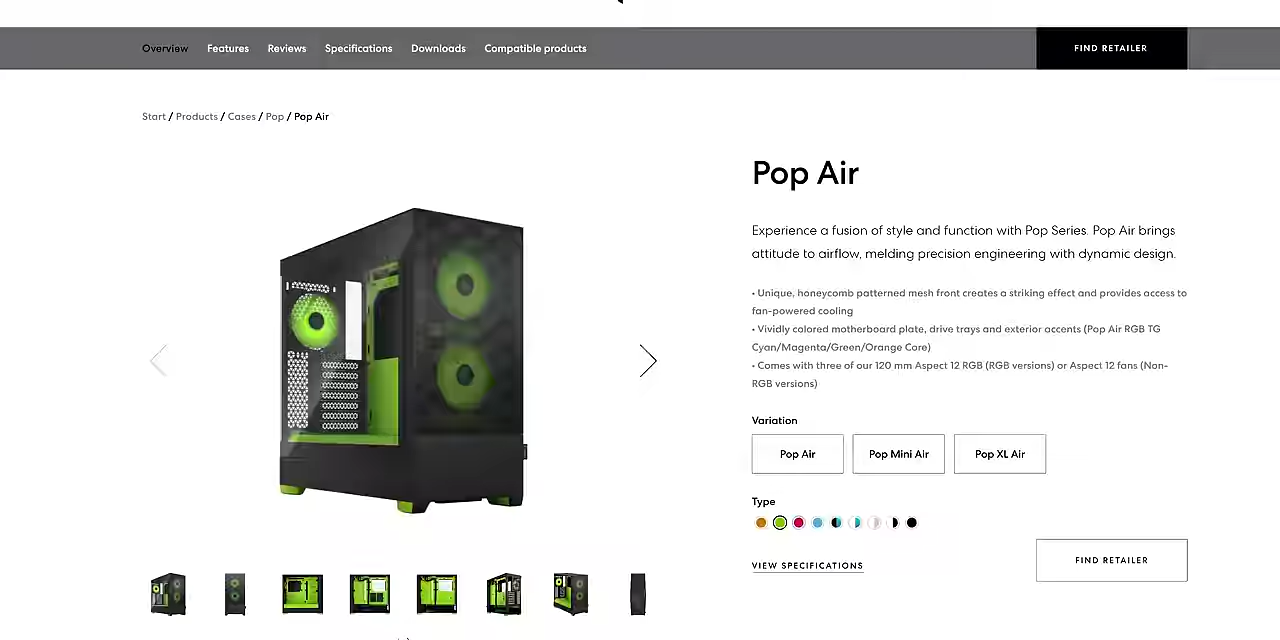 Overview Features Reviews Specifications Downloads Compatible products FIND RETAILER
Start / Products / Cases / Pop / Pop Air
Pop Air
Experience a fusion of style and function with Pop Series. Pop Air brings
attitude to airflow, melding precision engineering with dynamic design.
• Unique, honeycomb patterned mesh front creates a striking effect and provides access to
fan-powered cooling
• Vividly colored motherboard plate, drive trays and exterior accents (Pop Air RGB TG
Cyan/Magenta/Green/Orange Core)
• Comes with three of our 120 mm Aspect 12 RGB (RGB versions) or Aspect 12 fans (Non-
RGB versions)
Variation
Pop Air Pop Mini Air Pop XL Air
Type
VIEW SPECIFICATIONS FIND RETAILER